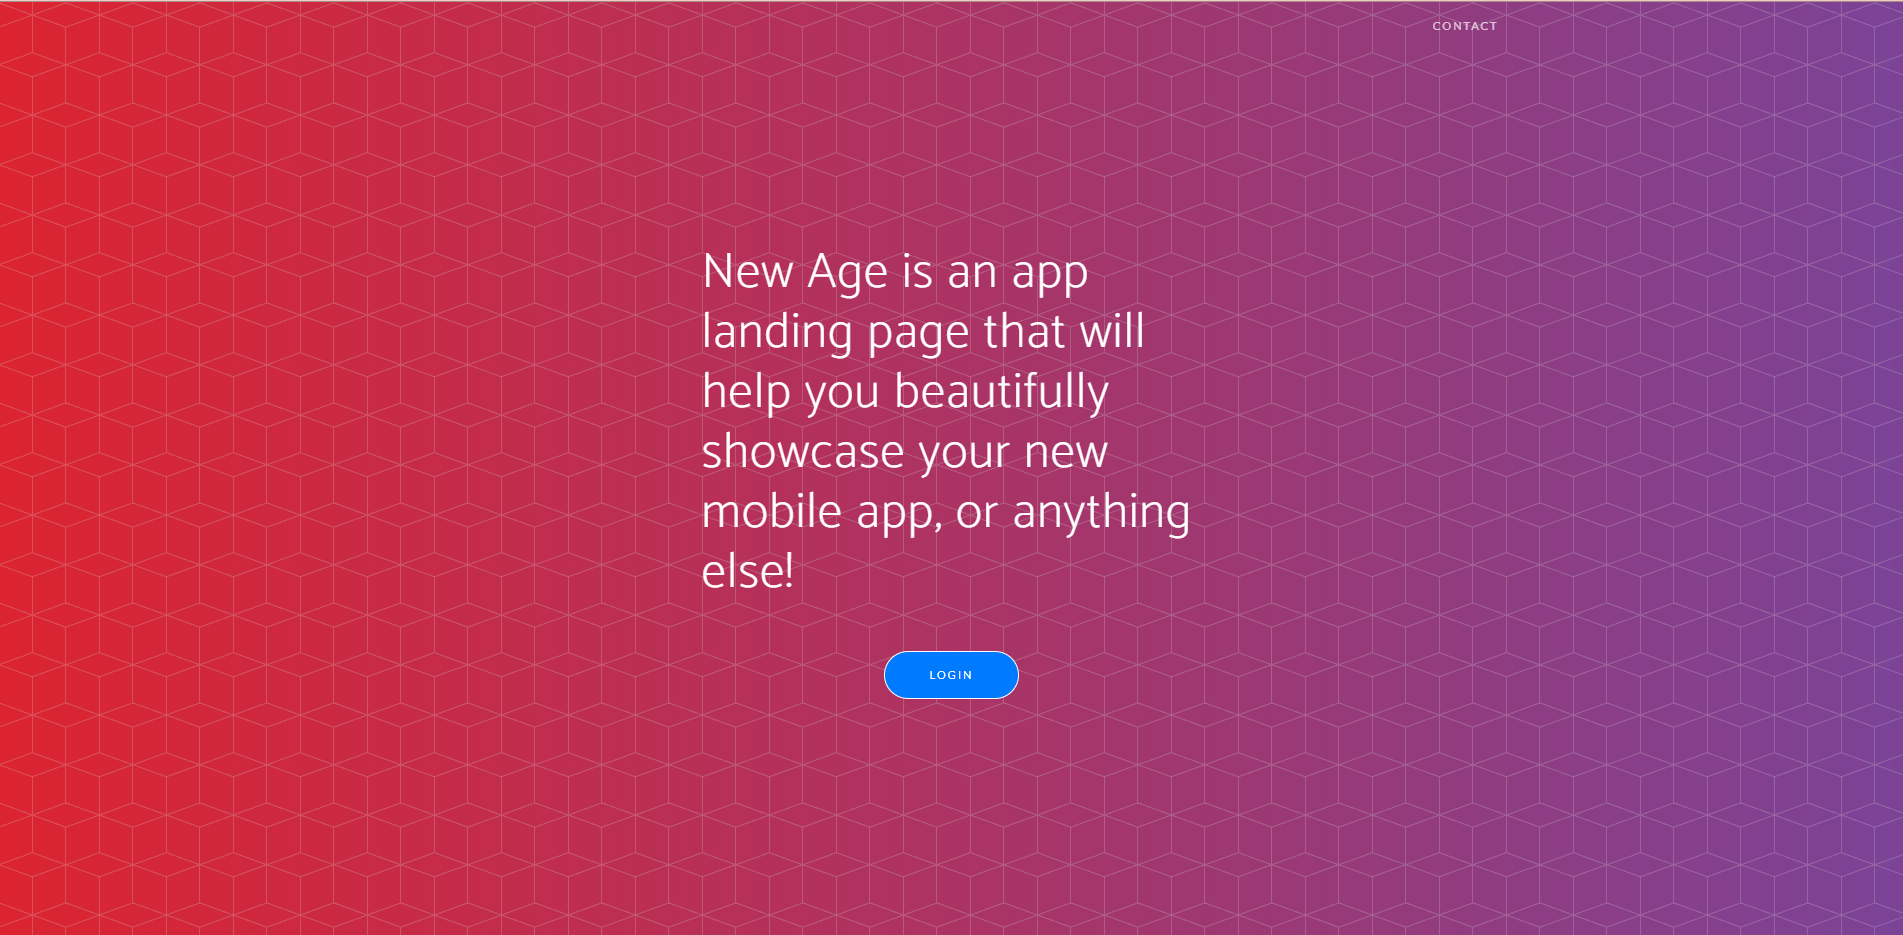 CONTACT
New Age is an app
landing page that will
help you beautifully
showcase your new
mobile app, or anything
else!
LOGIN